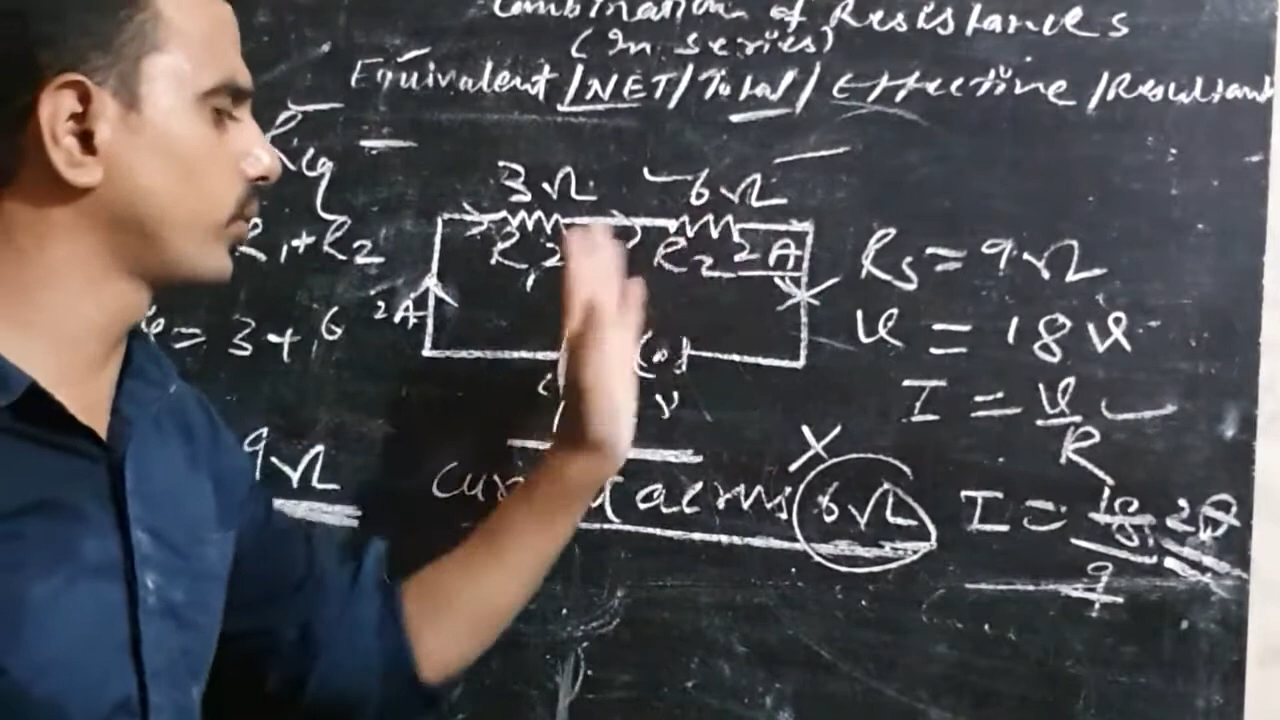 Combination of Resistances
(In series)
Equivalent/NET/Total/Effective/Resultant
Req
3Ω 6Ω
R1+R2
R1 R2 2A
2A
= 3+6
9Ω
Rs = 9Ω
V = 18V
I = V/R
across 6Ω
I = 18/9